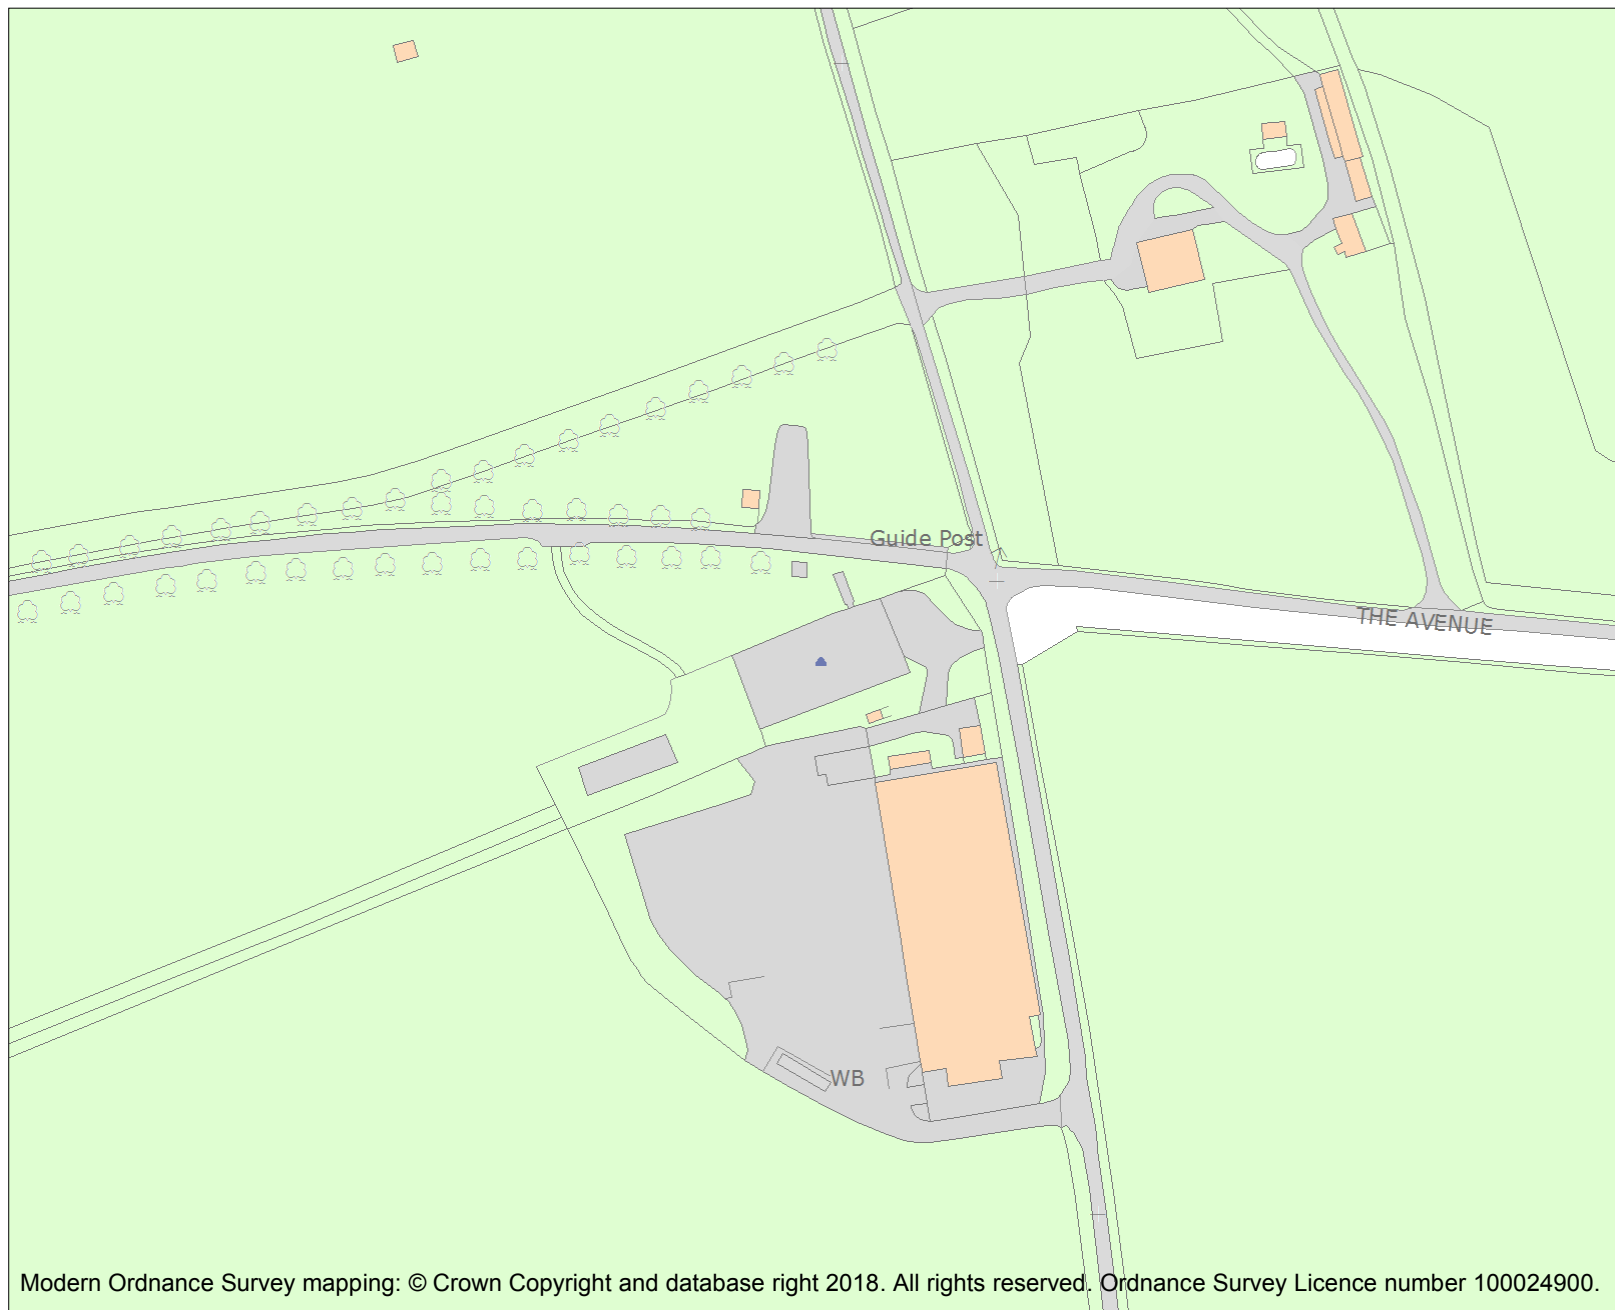 Guide Post
THE AVENUE
WB
Modern Ordnance Survey mapping: © Crown Copyright and database right 2018. All rights reserved. Ordnance Survey Licence number 100024900.